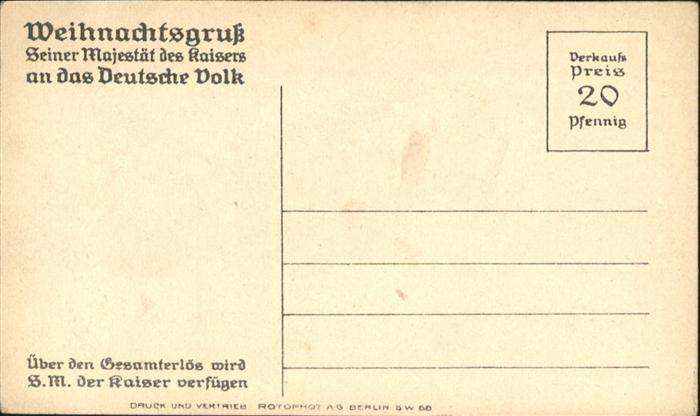 Weihnachtsgruß
Seiner Majestät des Kaisers
an das Deutsche Volk
Verkaufs
Preis
20
Pfennig
Über den Gesamterlös wird
S.M. der Kaiser verfügen
DRUCK UND VERTRIEB ROTOPHOT AG BERLIN SW 68